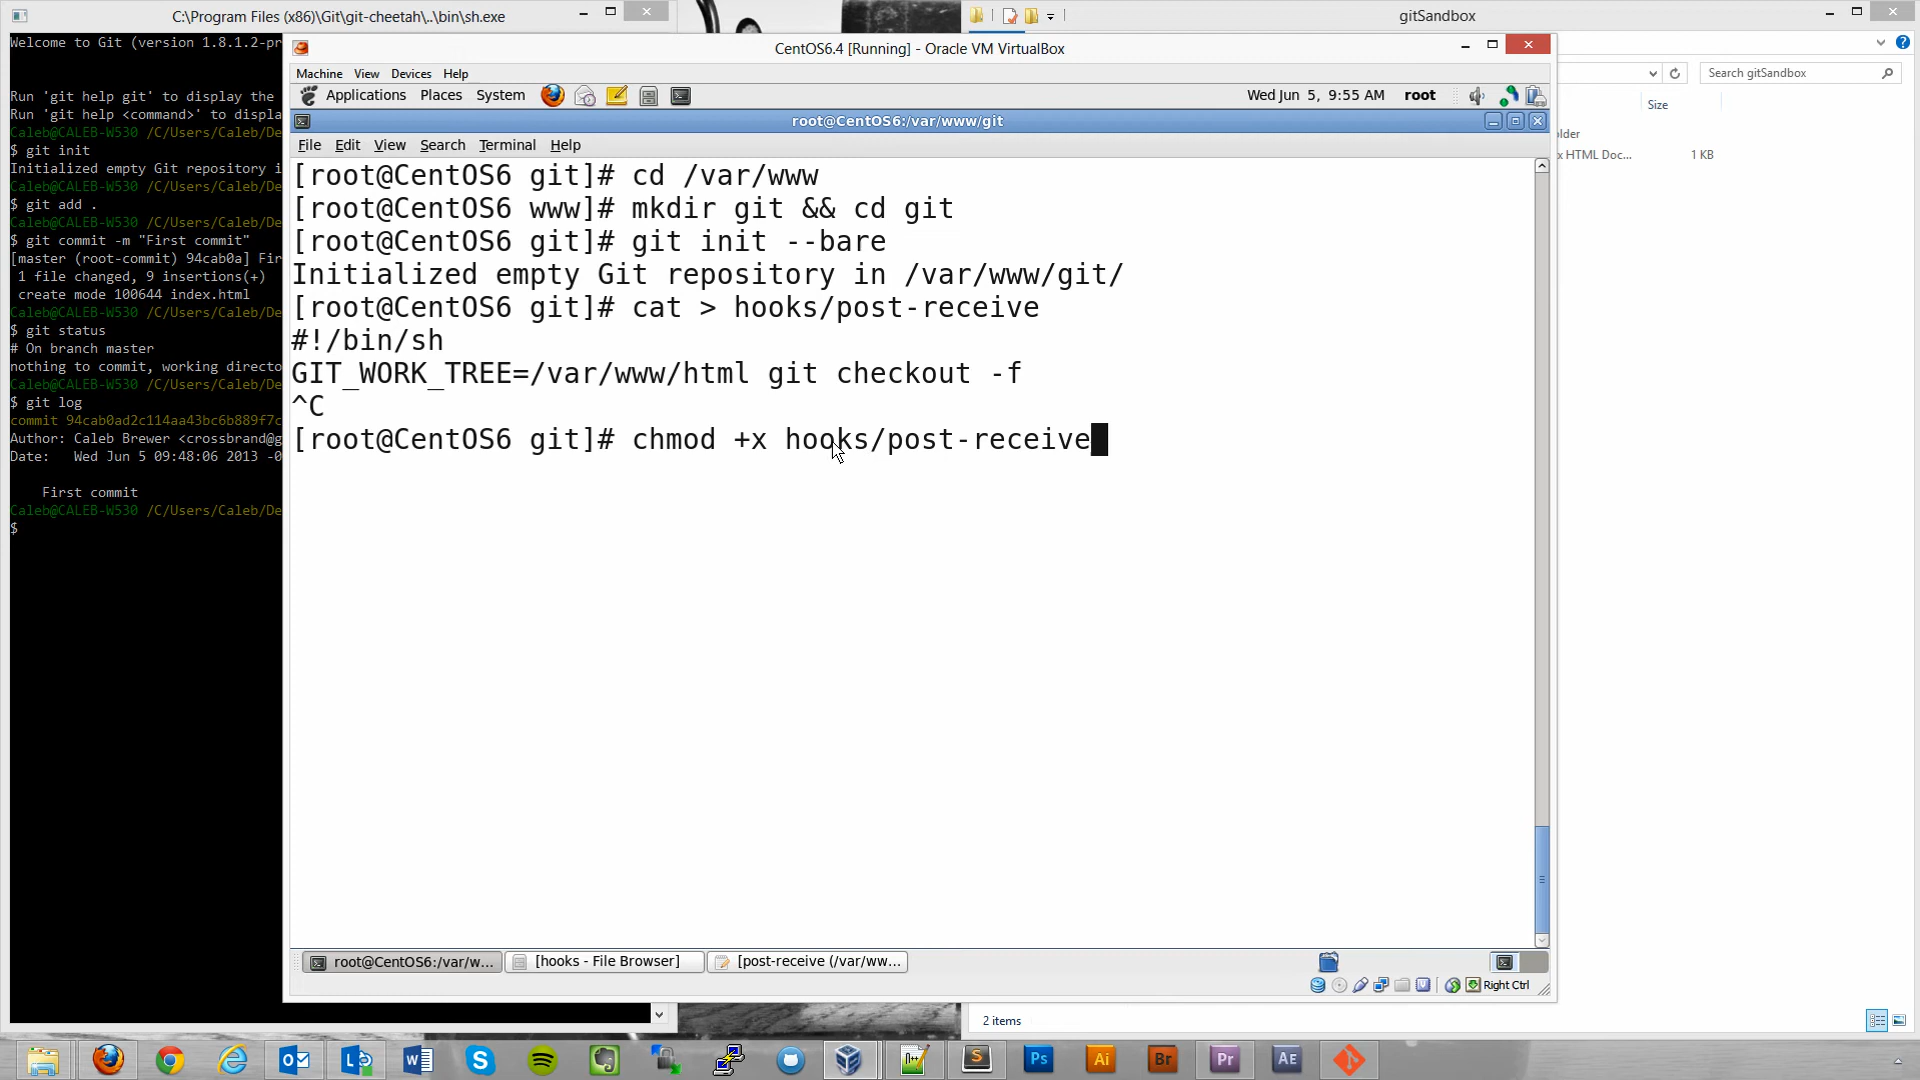 C:\Program Files (x86)\Git\git-cheetah\..\bin\sh.exe
gitSandbox
Search gitSandbox
Size
older
x HTML Doc...
1 KB
2 items
Welcome to Git (version 1.8.1.2-pr
Run 'git help git' to display the
Run 'git help <command>' to displa
Caleb@CALEB-W530 /C/Users/Caleb/De
$ git init
Initialized empty Git repository i
Caleb@CALEB-W530 /C/Users/Caleb/De
$ git add .
Caleb@CALEB-W530 /C/Users/Caleb/De
$ git commit -m "First commit"
[master (root-commit) 94cab0a] Fir
1 file changed, 9 insertions(+)
create mode 100644 index.html
Caleb@CALEB-W530 /C/Users/Caleb/De
$ git status
# On branch master
nothing to commit, working directo
Caleb@CALEB-W530 /C/Users/Caleb/De
$ git log
commit 94cab0ad2c114aa43bc6b889f7c
Author: Caleb Brewer <crossbrand@g
Date:   Wed Jun 5 09:48:06 2013 -0
First commit
Caleb@CALEB-W530 /C/Users/Caleb/De
$
CentOS6.4 [Running] - Oracle VM VirtualBox
Machine View Devices Help
Applications Places System
Wed Jun 5, 9:55 AM root
root@CentOS6:/var/www/git
File Edit View Search Terminal Help
[root@CentOS6 git]# cd /var/www
[root@CentOS6 www]# mkdir git && cd git
[root@CentOS6 git]# git init --bare
Initialized empty Git repository in /var/www/git/
[root@CentOS6 git]# cat > hooks/post-receive
#!/bin/sh
GIT_WORK_TREE=/var/www/html git checkout -f
^C
[root@CentOS6 git]# chmod +x hooks/post-receive
root@CentOS6:/var/w...
[hooks - File Browser]
[post-receive (/var/ww...
Right Ctrl
Ps
Ai
Br
Pr
AE